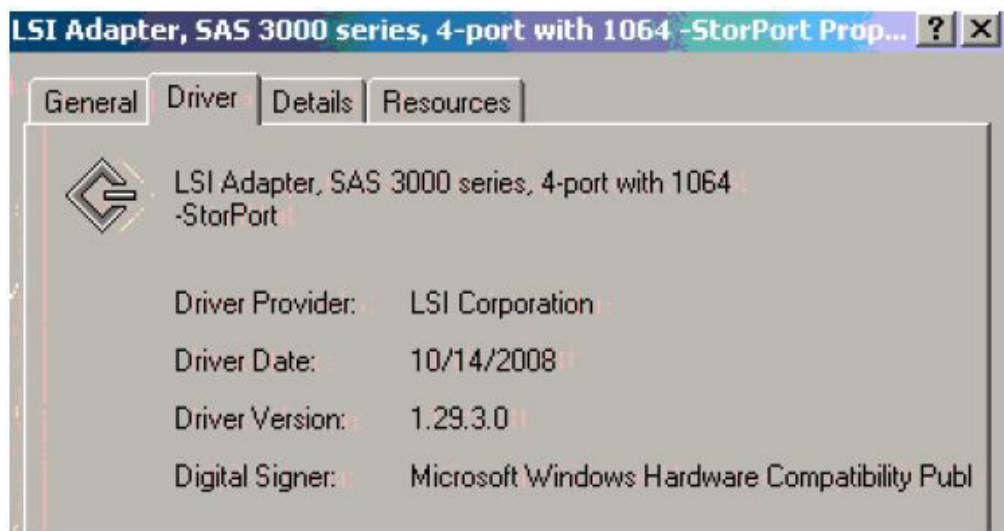 LSI Adapter, SAS 3000 series, 4-port with 1064 -StorPort Prop... ? X
General Driver Details Resources
LSI Adapter, SAS 3000 series, 4-port with 1064
-StorPort
Driver Provider: LSI Corporation
Driver Date: 10/14/2008
Driver Version: 1.29.3.0
Digital Signer: Microsoft Windows Hardware Compatibility Publ